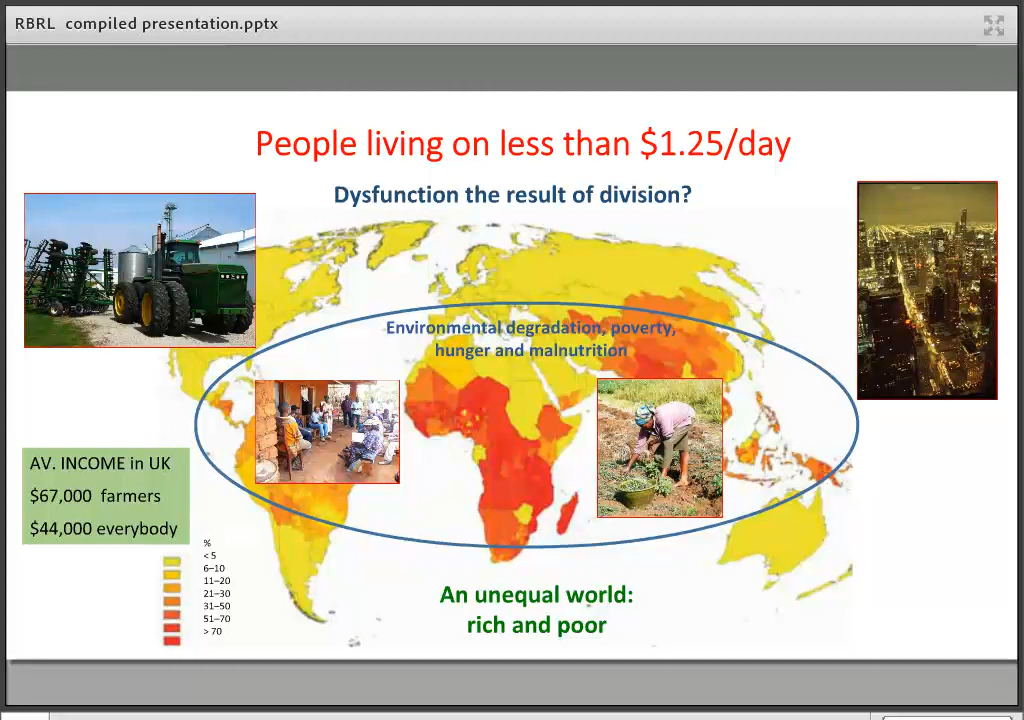 RBRL  compiled presentation.pptx
People living on less than $1.25/day
Dysfunction the result of division?
Environmental degradation, poverty,
hunger and malnutrition
AV. INCOME in UK
$67,000  farmers
$44,000 everybody
%
< 5
6–10
11–20
21–30
31–50
51–70
> 70
An unequal world:
rich and poor